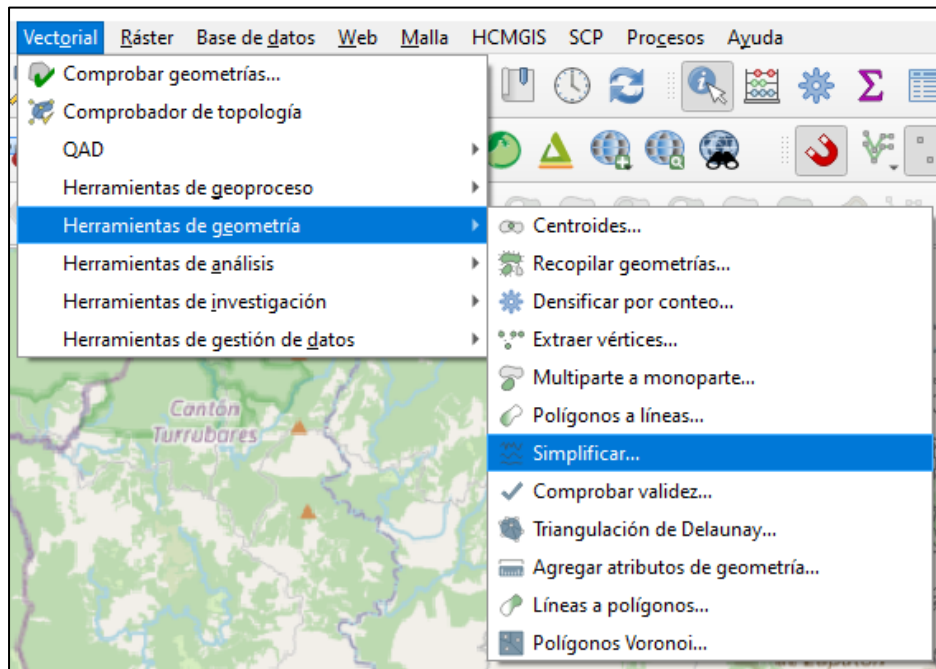 Vectorial Ráster Base de datos Web Malla HCMGIS SCP Procesos Ayuda
Comprobar geometrías...
Comprobador de topología
QAD
Herramientas de geoproceso
Herramientas de geometría
Herramientas de análisis
Herramientas de investigación
Herramientas de gestión de datos
Centroides...
Recopilar geometrías...
Densificar por conteo...
Extraer vértices...
Multiparte a monoparte...
Polígonos a líneas...
Simplificar...
Comprobar validez...
Triangulación de Delaunay...
Agregar atributos de geometría...
Líneas a polígonos...
Polígonos Voronoi...
Cantón
Turrubares